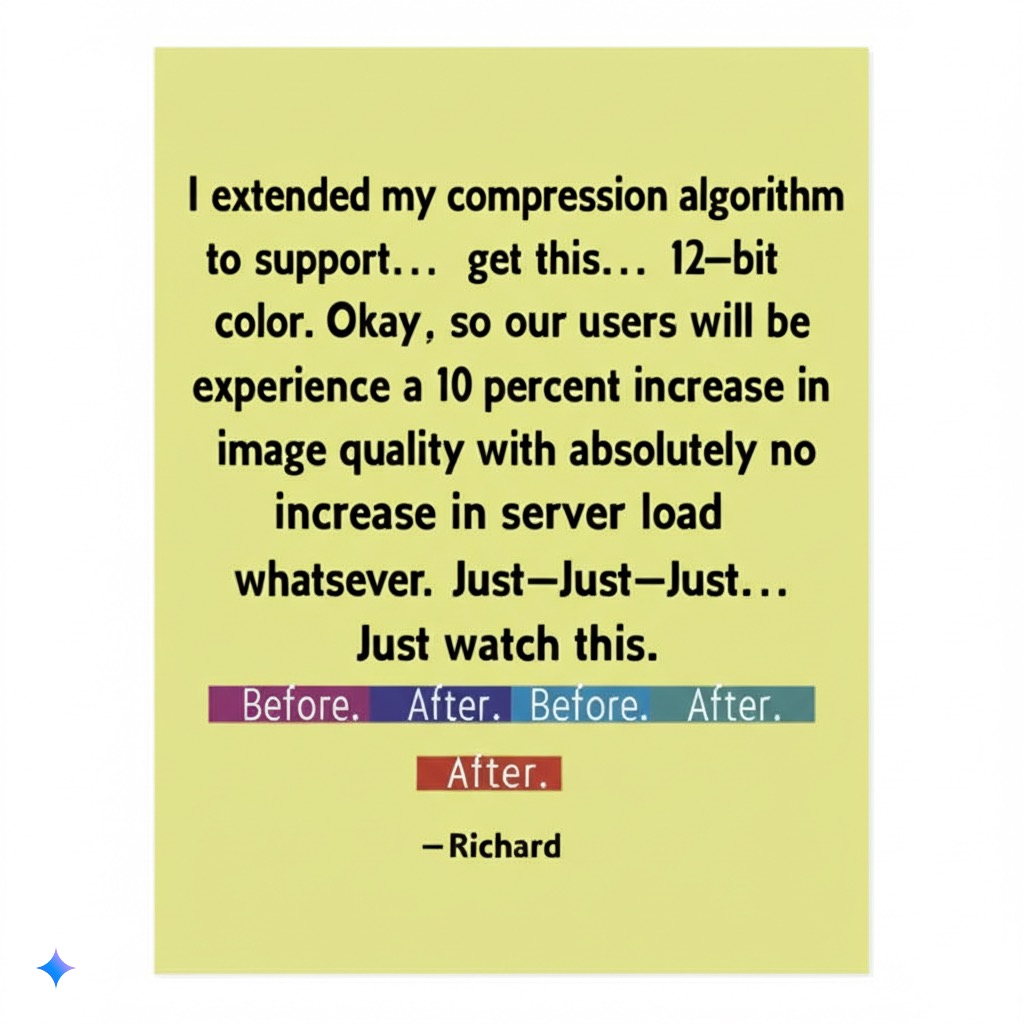 I extended my compression algorithm
to support... get this... 12–bit
color. Okay, so our users will be
experience a 10 percent increase in
image quality with absolutely no
increase in server load
whatsever. Just–Just–Just...
Just watch this.
Before. After. Before. After.
After.
–Richard